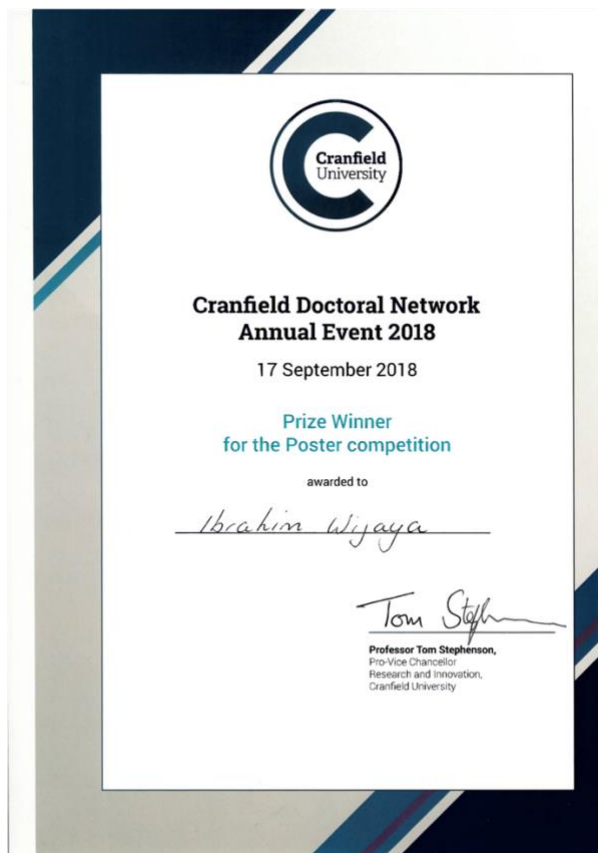 Cranfield
University
Cranfield Doctoral Network
Annual Event 2018
17 September 2018
Prize Winner
for the Poster competition
awarded to
Ibrahim Wijaya
Tom Steph
Professor Tom Stephenson,
Pro-Vice Chancellor
Research and Innovation,
Cranfield University